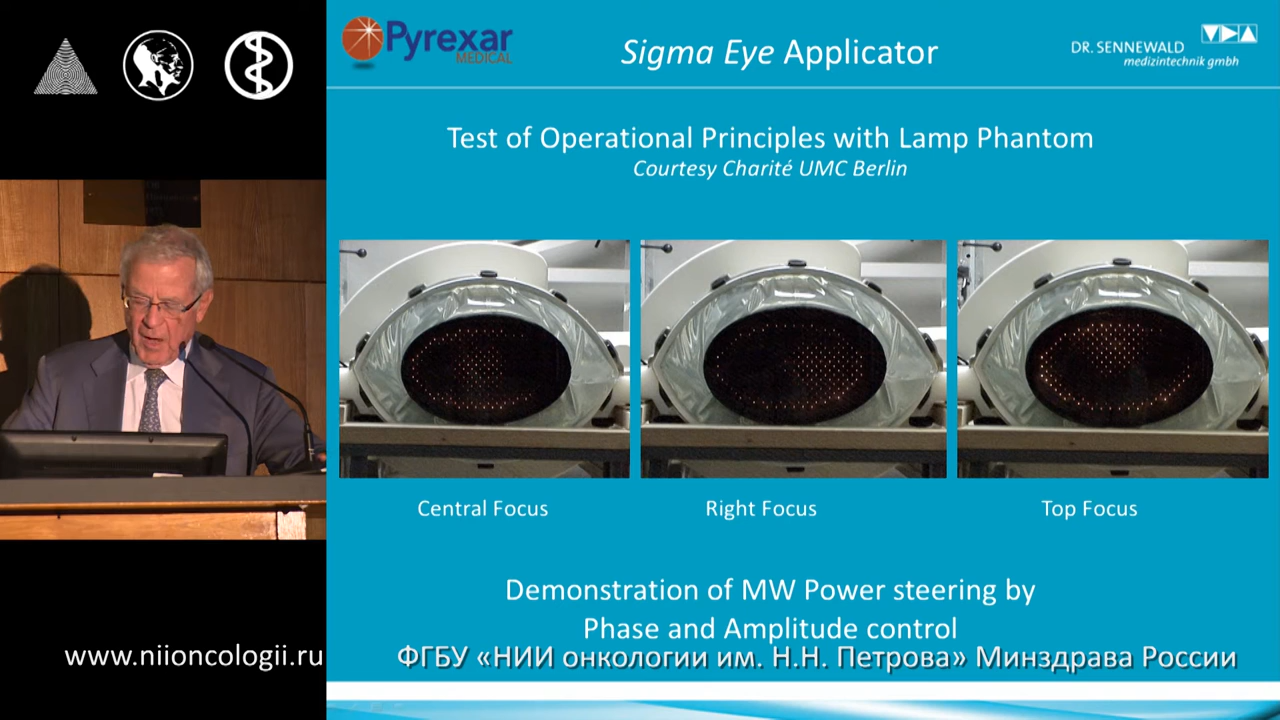 Pyrexar
MEDICAL
Sigma Eye Applicator
DR. SENNEWALD
medizintechnik gmbh
Test of Operational Principles with Lamp Phantom
Courtesy Charité UMC Berlin
Central Focus
Right Focus
Top Focus
Demonstration of MW Power steering by
Phase and Amplitude control
www.niioncologii.ru
ФГБУ «НИИ онкологии им. Н.Н. Петрова» Минздрава России